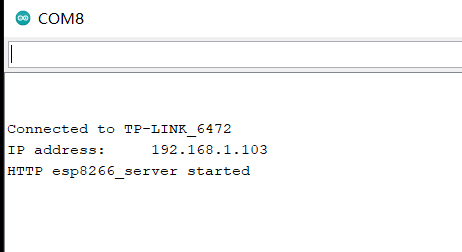 COM8
Connected to TP-LINK_6472
IP address:     192.168.1.103
HTTP esp8266_server started